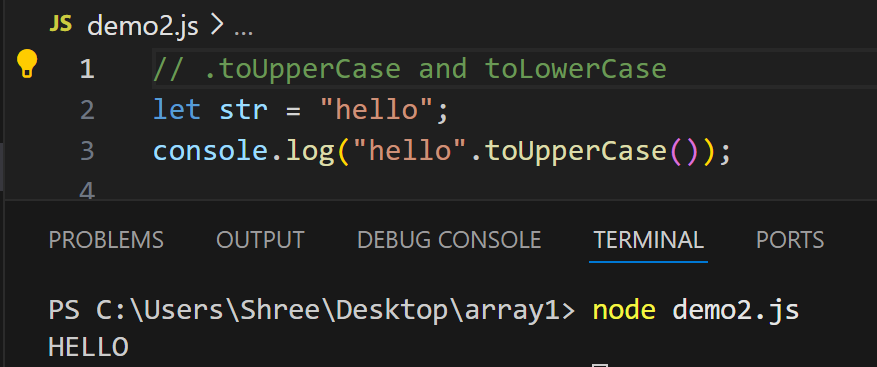 JS demo2.js > ...
1 // .toUpperCase and toLowerCase
2 let str = "hello";
3 console.log("hello".toUpperCase());
4
PROBLEMS OUTPUT DEBUG CONSOLE TERMINAL PORTS
PS C:\Users\Shree\Desktop\array1> node demo2.js
HELLO